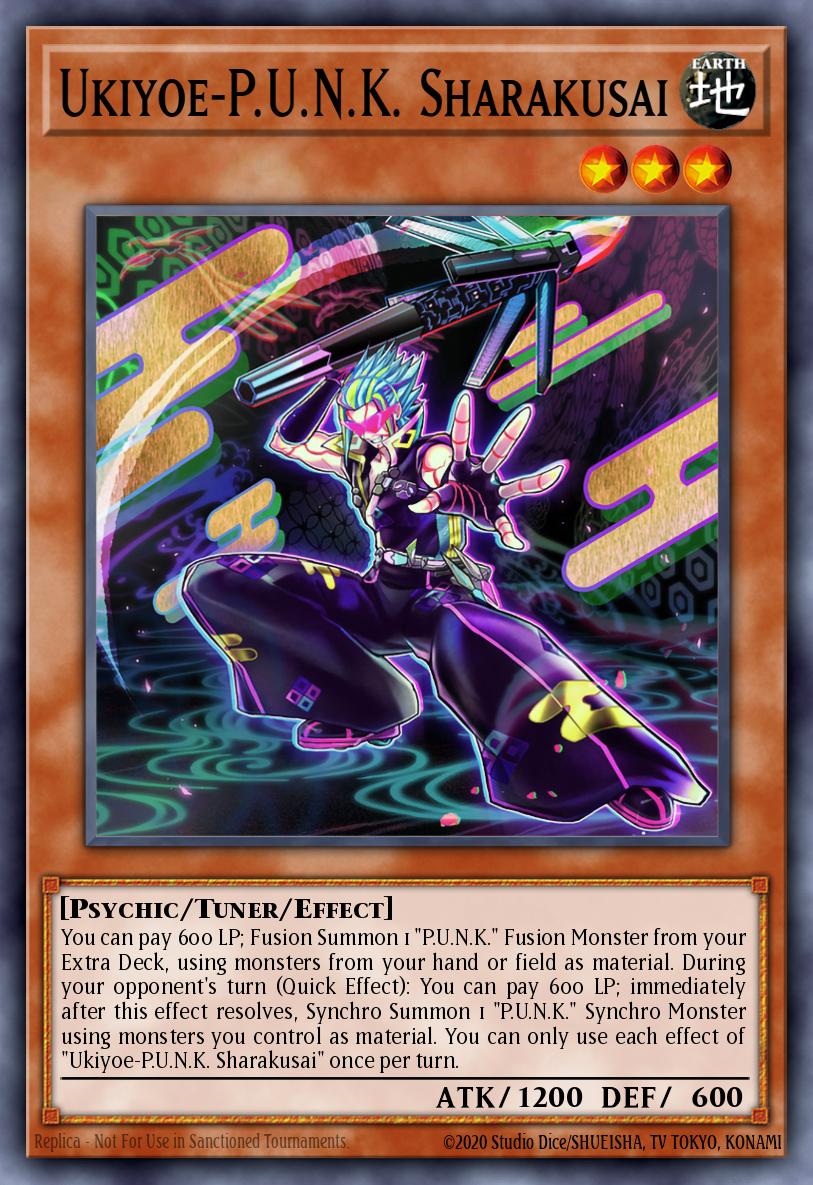 Ukiyoe-P.U.N.K. Sharakusai
EARTH
地
[Psychic/Tuner/Effect]
You can pay 600 LP; Fusion Summon 1 "P.U.N.K." Fusion Monster from your
Extra Deck, using monsters from your hand or field as material. During
your opponent's turn (Quick Effect): You can pay 600 LP; immediately
after this effect resolves, Synchro Summon 1 "P.U.N.K." Synchro Monster
using monsters you control as material. You can only use each effect of
"Ukiyoe-P.U.N.K. Sharakusai" once per turn.
ATK/1200 DEF/ 600
Replica - Not For Use in Sanctioned Tournaments.
©2020 Studio Dice/SHUEISHA, TV TOKYO, KONAMI